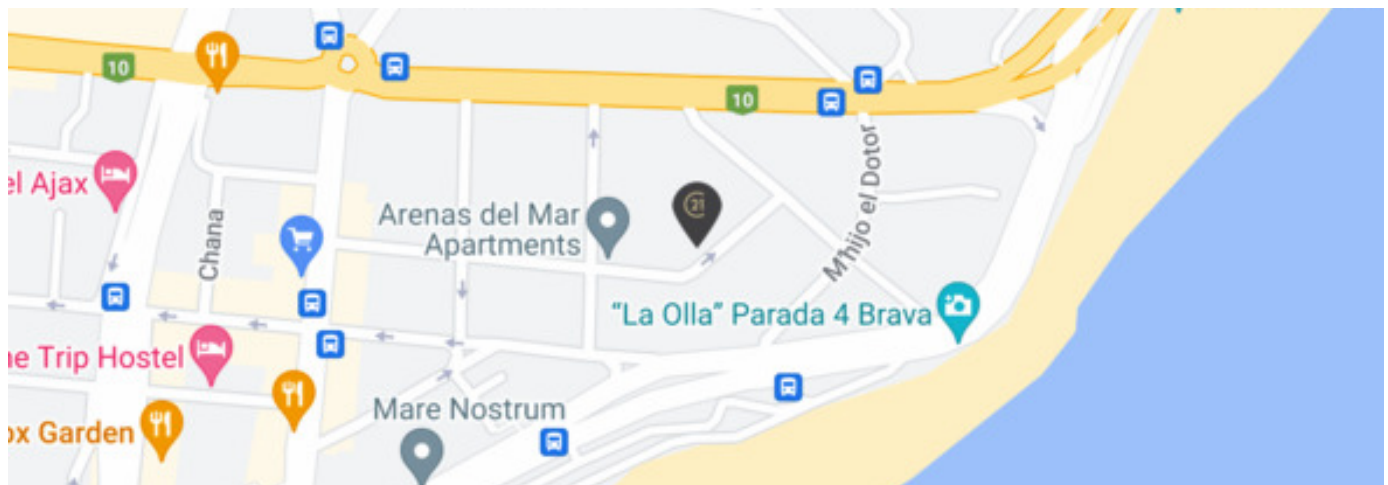 10
10
el Ajax
Chana
Arenas del Mar
Apartments
21
M'hijo el Dotor
"La Olla" Parada 4 Brava
ne Trip Hostel
Mare Nostrum
ox Garden